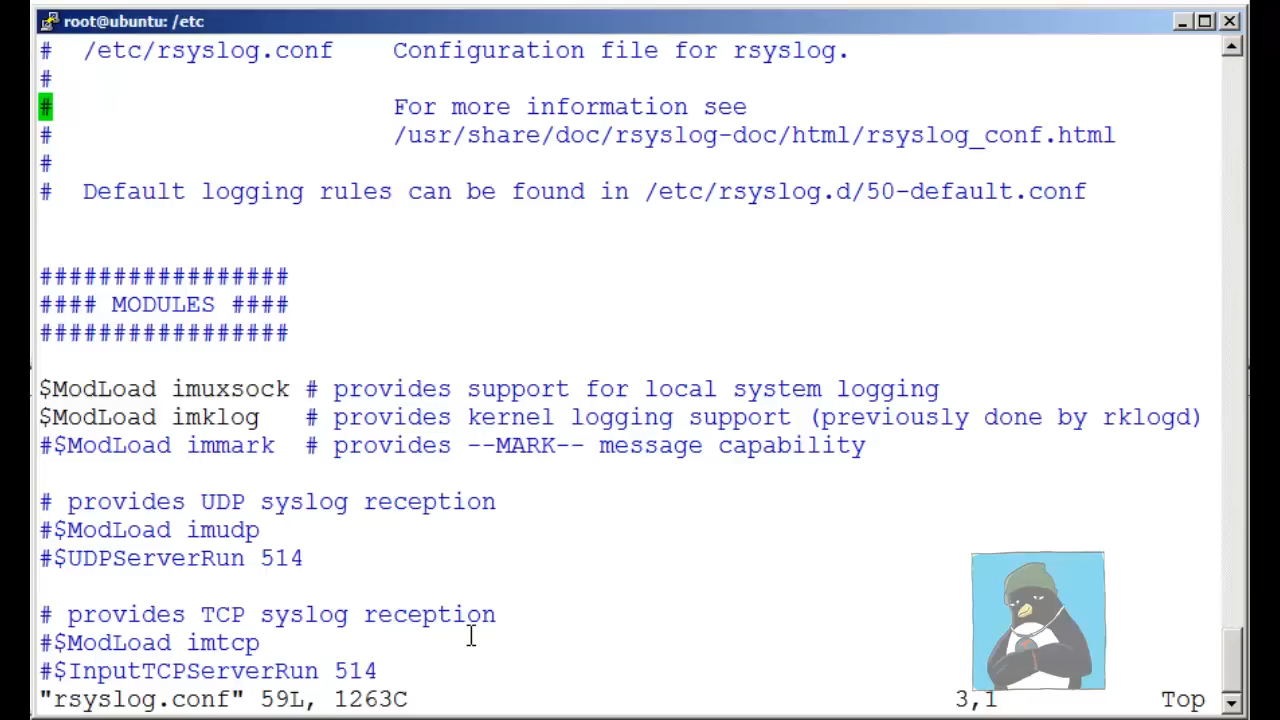 root@ubuntu: /etc
#  /etc/rsyslog.conf    Configuration file for rsyslog.
#
#                       For more information see
#                       /usr/share/doc/rsyslog-doc/html/rsyslog_conf.html
#
#  Default logging rules can be found in /etc/rsyslog.d/50-default.conf
#################
#### MODULES ####
#################
$ModLoad imuxsock # provides support for local system logging
$ModLoad imklog   # provides kernel logging support (previously done by rklogd)
#$ModLoad immark  # provides --MARK-- message capability
# provides UDP syslog reception
#$ModLoad imudp
#$UDPServerRun 514
# provides TCP syslog reception
#$ModLoad imtcp
#$InputTCPServerRun 514
"rsyslog.conf" 59L, 1263C                                     3,1           Top